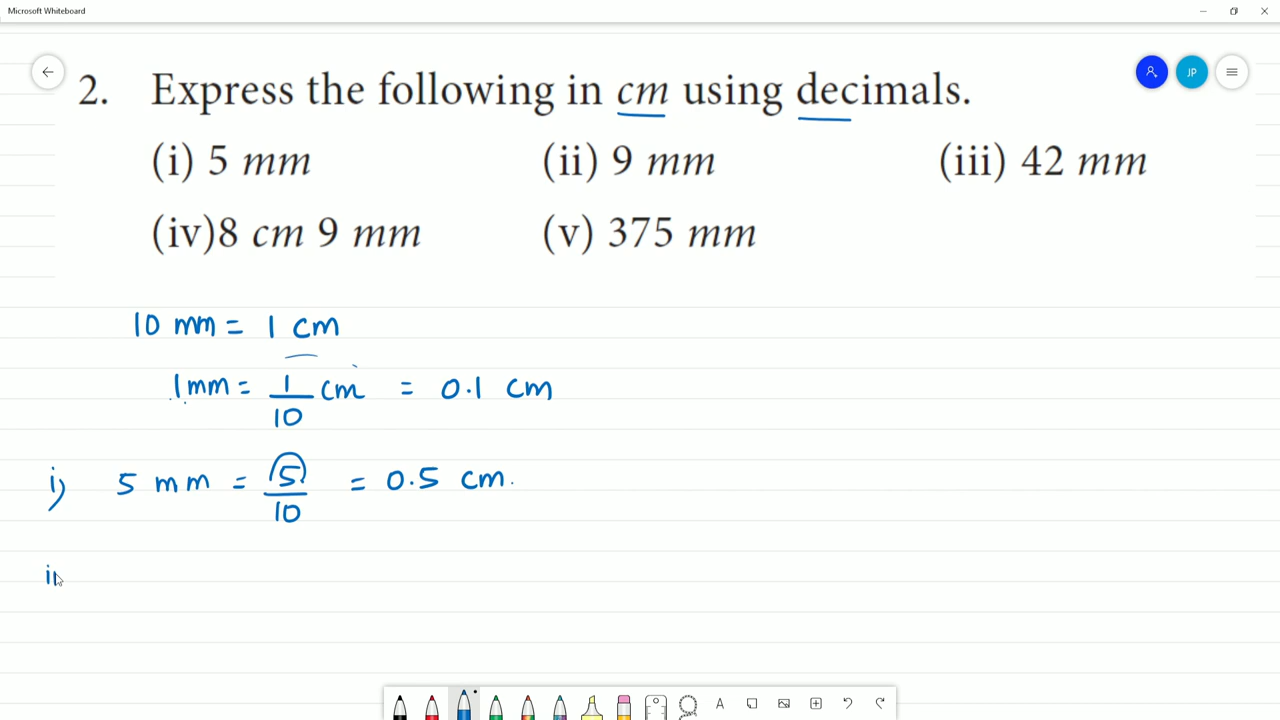 Microsoft Whiteboard
JP
2. Express the following in cm using decimals.
(i) 5 mm (ii) 9 mm (iii) 42 mm
(iv)8 cm 9 mm (v) 375 mm
10 mm = 1 cm
1mm = 1/10 cm = 0.1 cm
i) 5 mm = 5/10 = 0.5 cm.
ii
A